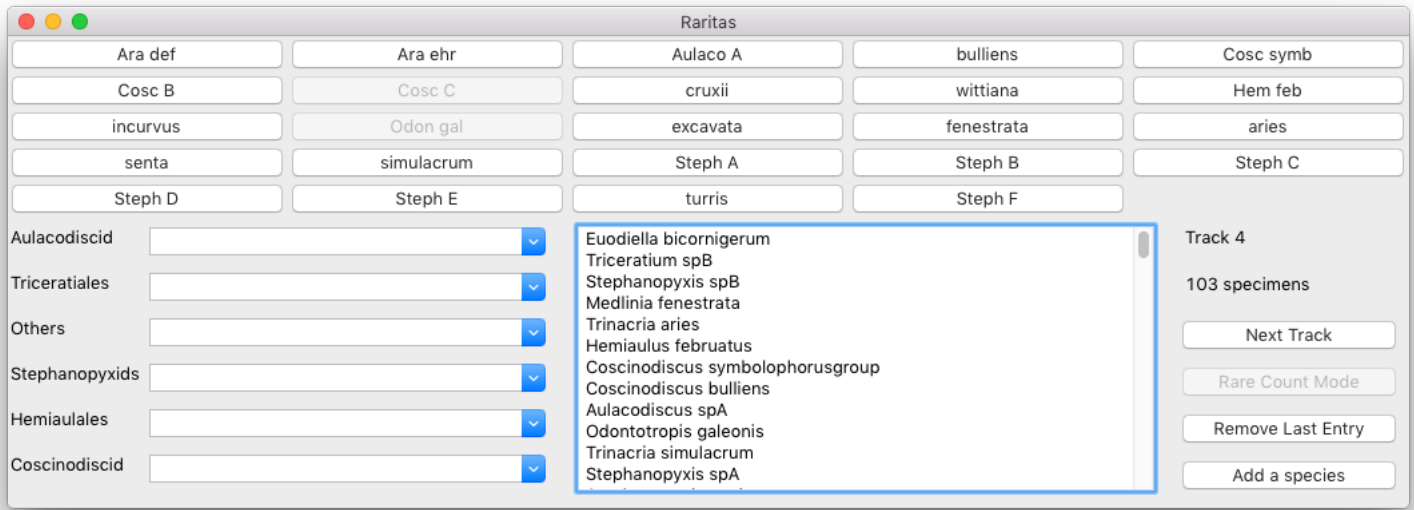 Raritas
Ara def
Ara ehr
Aulaco A
bulliens
Cosc symb
Cosc B
Cosc C
cruxii
wittiana
Hem feb
incurvus
Odon gal
excavata
fenestrata
aries
senta
simulacrum
Steph A
Steph B
Steph C
Steph D
Steph E
turris
Steph F
Aulacodiscid
Triceratiales
Others
Stephanopyxids
Hemiaulales
Coscinodiscid
Euodiella bicornigerum
Triceratium spB
Stephanopyxis spB
Medlinia fenestrata
Trinacria aries
Hemiaulus februatus
Coscinodiscus symbolophorusgroup
Coscinodiscus bulliens
Aulacodiscus spA
Odontotropis galeonis
Trinacria simulacrum
Stephanopyxis spA
Track 4
103 specimens
Next Track
Rare Count Mode
Remove Last Entry
Add a species